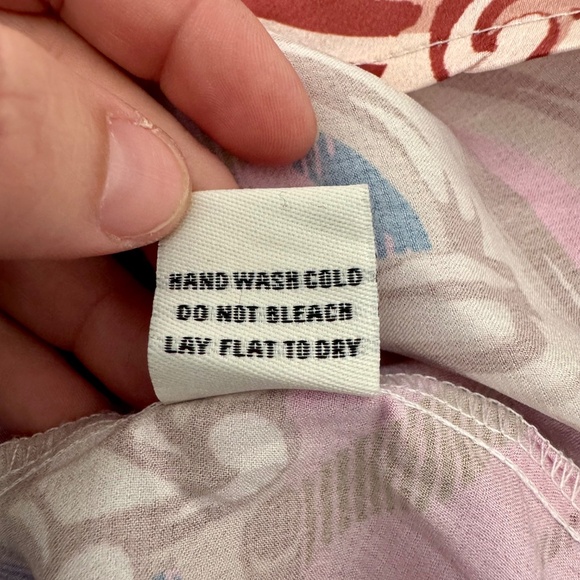 HAND WASH COLD
DO NOT BLEACH
LAY FLAT TO DRY